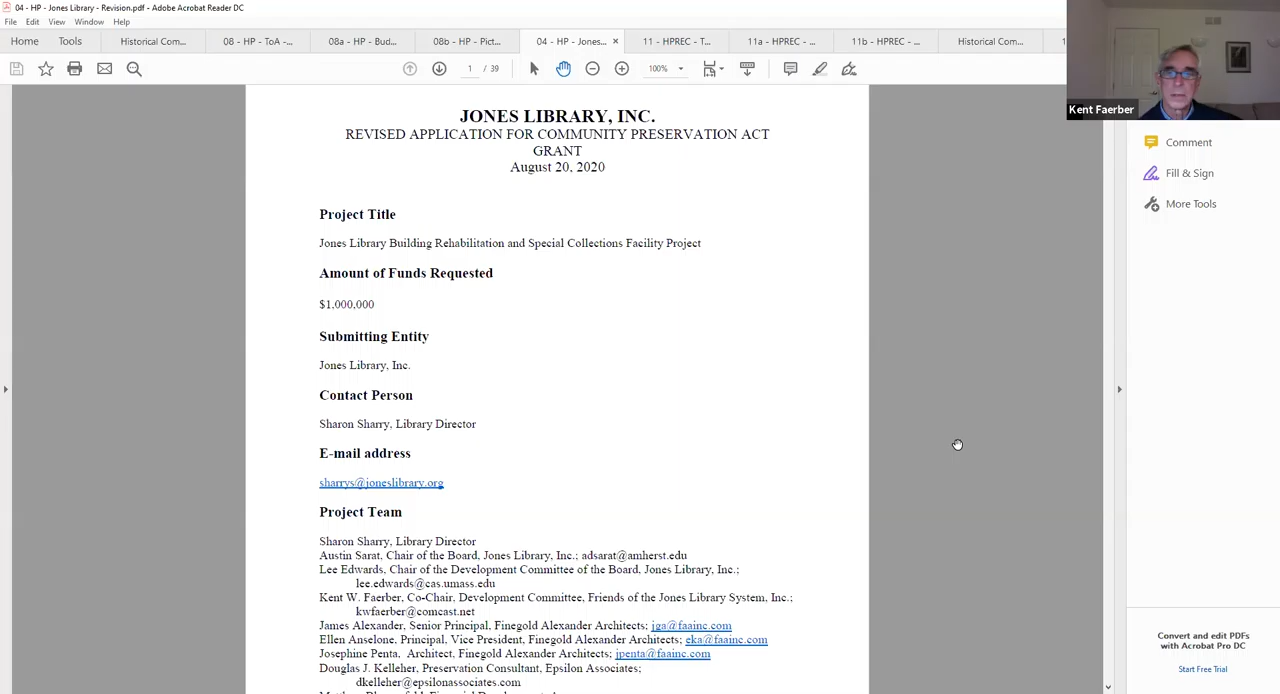 04 - HP - Jones Library - Revision.pdf - Adobe Acrobat Reader DC
File Edit View Window Help
Home Tools Historical Com... 08 - HP - ToA -... 08a - HP - Bud... 08b - HP - Pict... 04 - HP - Jones... × 11 - HPREC - T... 11a - HPREC - ... 11b - HPREC - ... Historical Com...
1 / 39 100%
Kent Faerber
Comment
Fill & Sign
More Tools
JONES LIBRARY, INC.
REVISED APPLICATION FOR COMMUNITY PRESERVATION ACT
GRANT
August 20, 2020
Project Title
Jones Library Building Rehabilitation and Special Collections Facility Project
Amount of Funds Requested
$1,000,000
Submitting Entity
Jones Library, Inc.
Contact Person
Sharon Sharry, Library Director
E-mail address
sharrys@joneslibrary.org
Project Team
Sharon Sharry, Library Director
Austin Sarat, Chair of the Board, Jones Library, Inc.; adsarat@amherst.edu
Lee Edwards, Chair of the Development Committee of the Board, Jones Library, Inc.;
lee.edwards@cas.umass.edu
Kent W. Faerber, Co-Chair, Development Committee, Friends of the Jones Library System, Inc.;
kwfaerber@comcast.net
James Alexander, Senior Principal, Finegold Alexander Architects; jga@faainc.com
Ellen Anselone, Principal, Vice President, Finegold Alexander Architects; eka@faainc.com
Josephine Penta, Architect, Finegold Alexander Architects; jpenta@faainc.com
Douglas J. Kelleher, Preservation Consultant, Epsilon Associates;
dkelleher@epsilonassociates.com
Convert and edit PDFs
with Acrobat Pro DC
Start Free Trial